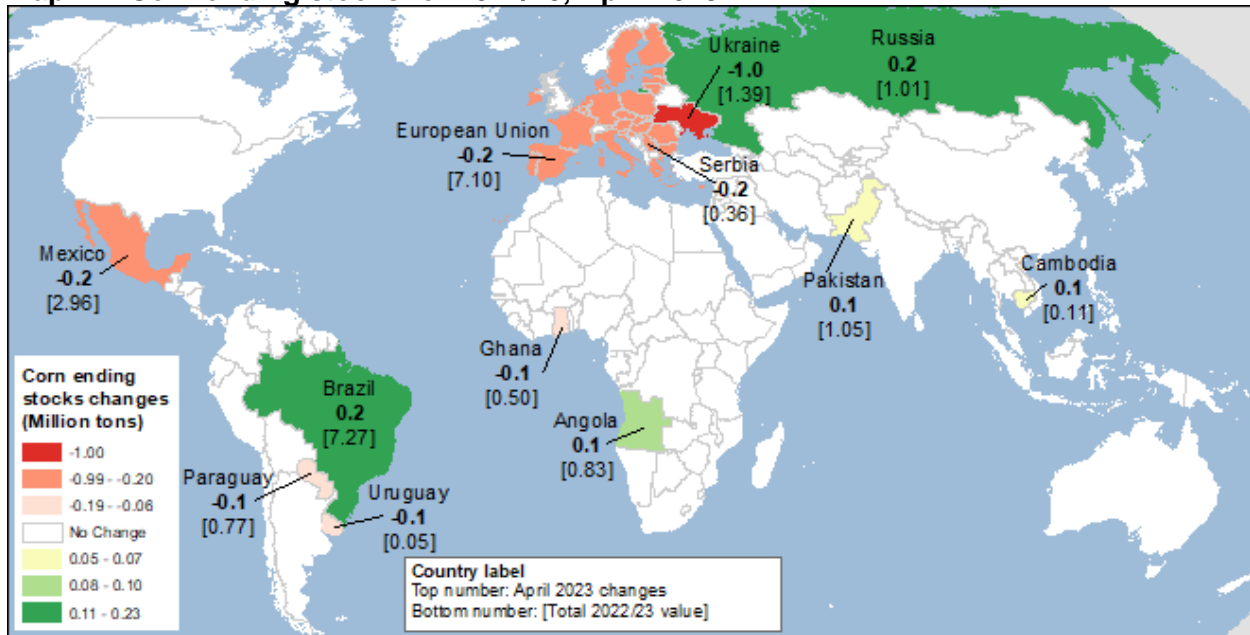 Ukraine
-1.0
[1.39]
Russia
0.2
[1.01]
European Union
-0.2
[7.10]
Serbia
-0.2
[0.36]
Mexico
-0.2
[2.96]
Pakistan
0.1
[1.05]
Cambodia
0.1
[0.11]
Ghana
-0.1
[0.50]
Angola
0.1
[0.83]
Brazil
0.2
[7.27]
Paraguay
-0.1
[0.77]
Uruguay
-0.1
[0.05]
Corn ending
stocks changes
(Million tons)
-1.00
-0.99 - -0.20
-0.19 - -0.06
No Change
0.05 - 0.07
0.08 - 0.10
0.11 - 0.23
Country label
Top number: April 2023 changes
Bottom number: [Total 2022/23 value]